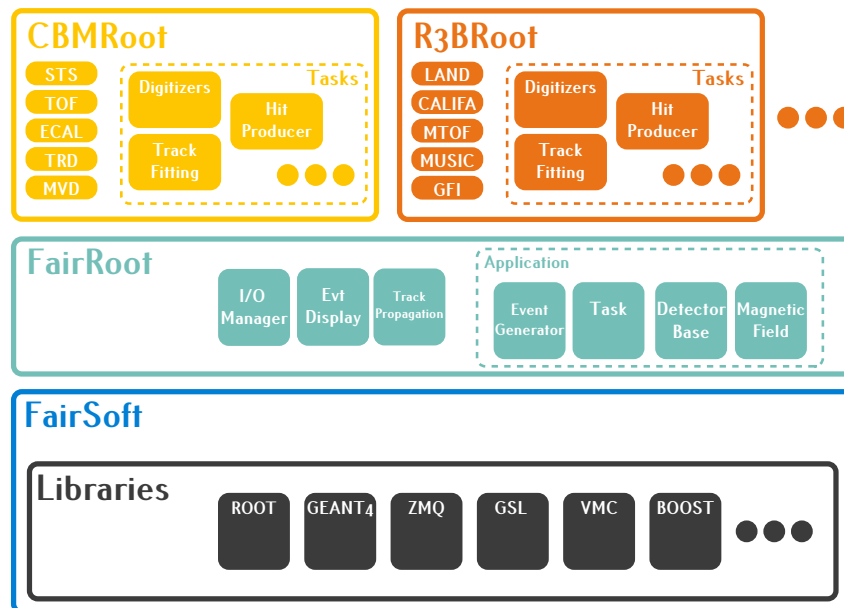 CBMRoot
STS
TOF
ECAL
TRD
MVD
Tasks
Digitizers
Hit
Producer
Track
Fitting
R3BRoot
LAND
CALIFA
MTOF
MUSIC
GFI
Tasks
Digitizers
Hit
Producer
Track
Fitting
FairRoot
I/O
Manager
Evt
Display
Track
Propagation
Application
Event
Generator
Task
Detector
Base
Magnetic
Field
FairSoft
Libraries
ROOT
GEANT4
ZMQ
GSL
VMC
BOOST